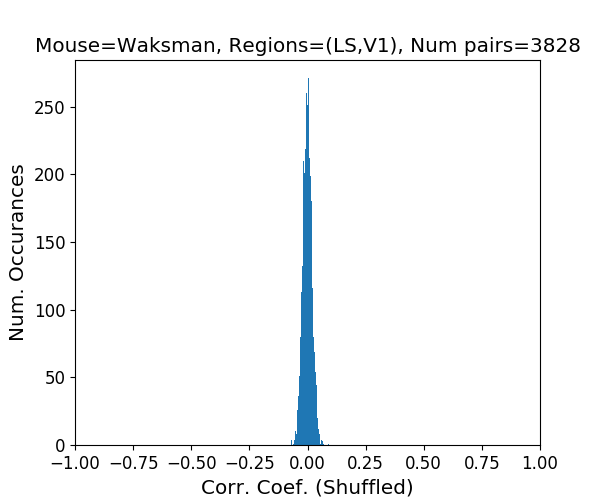 Mouse=Waksman, Regions=(LS,V1), Num pairs=3828
250
200
150
100
50
0
Num. Occurances
−1.00 −0.75 −0.50 −0.25 0.00 0.25 0.50 0.75 1.00
Corr. Coef. (Shuffled)